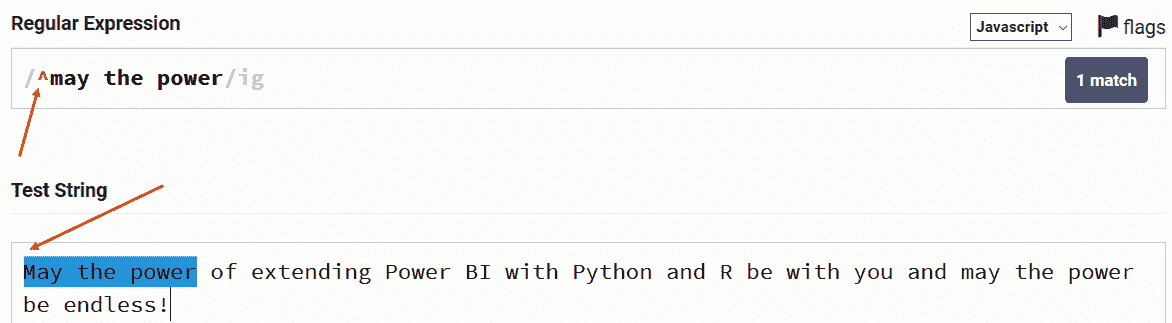 Regular Expression
Javascript
flags
/^may the power/ig
1 match
Test String
May the power of extending Power BI with Python and R be with you and may the power
be endless!